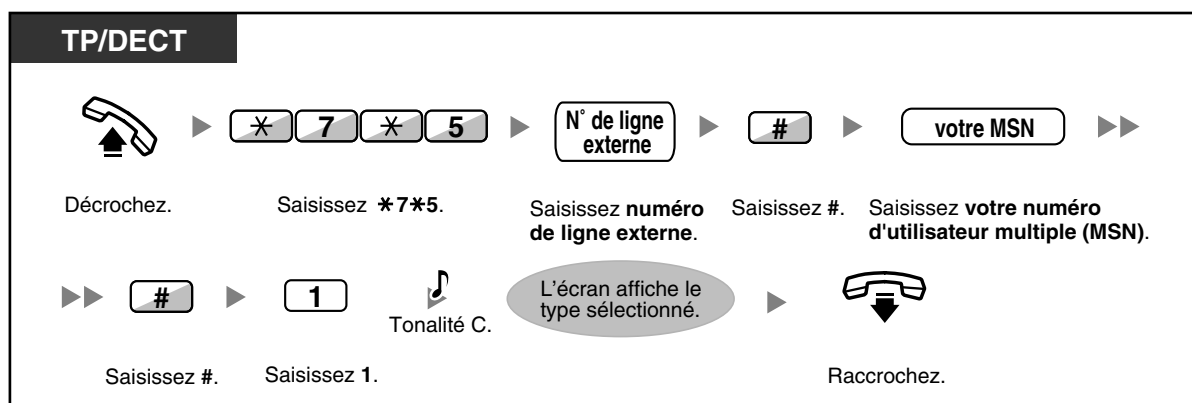 TP/DECT
✳ 7 ✳ 5
N° de ligne
externe
#
votre MSN
Décrochez.
Saisissez ✳7✳5.
Saisissez numéro
de ligne externe.
Saisissez #.
Saisissez votre numéro
d'utilisateur multiple (MSN).
#
1
Tonalité C.
L'écran affiche le
type sélectionné.
Saisissez #.
Saisissez 1.
Raccrochez.